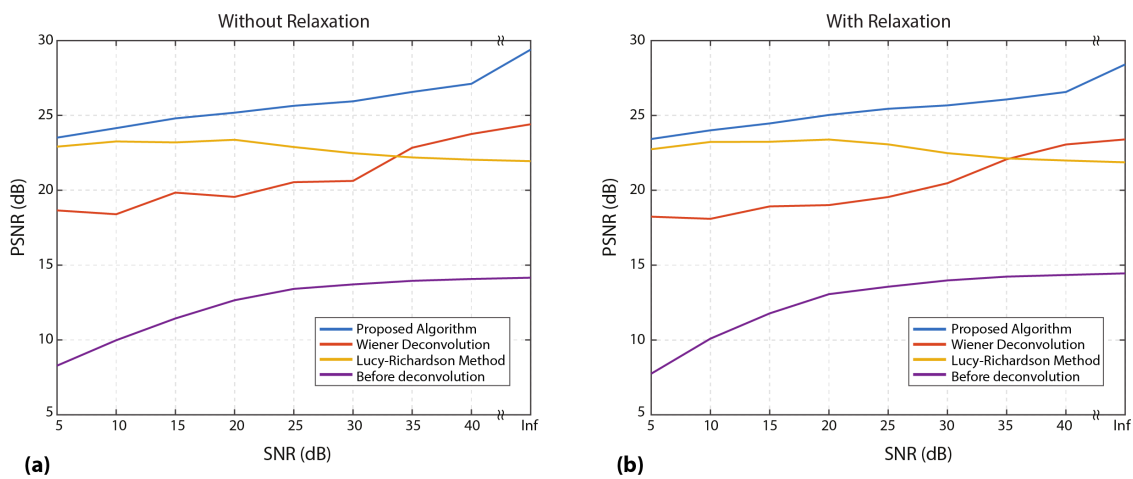 Without Relaxation
30
25
20
15
10
5
PSNR (dB)
Proposed Algorithm
Wiener Deconvolution
Lucy-Richardson Method
Before deconvolution
5 10 15 20 25 30 35 40 Inf
SNR (dB)
(a)
With Relaxation
30
25
20
15
10
5
PSNR (dB)
Proposed Algorithm
Wiener Deconvolution
Lucy-Richardson Method
Before deconvolution
5 10 15 20 25 30 35 40 Inf
SNR (dB)
(b)